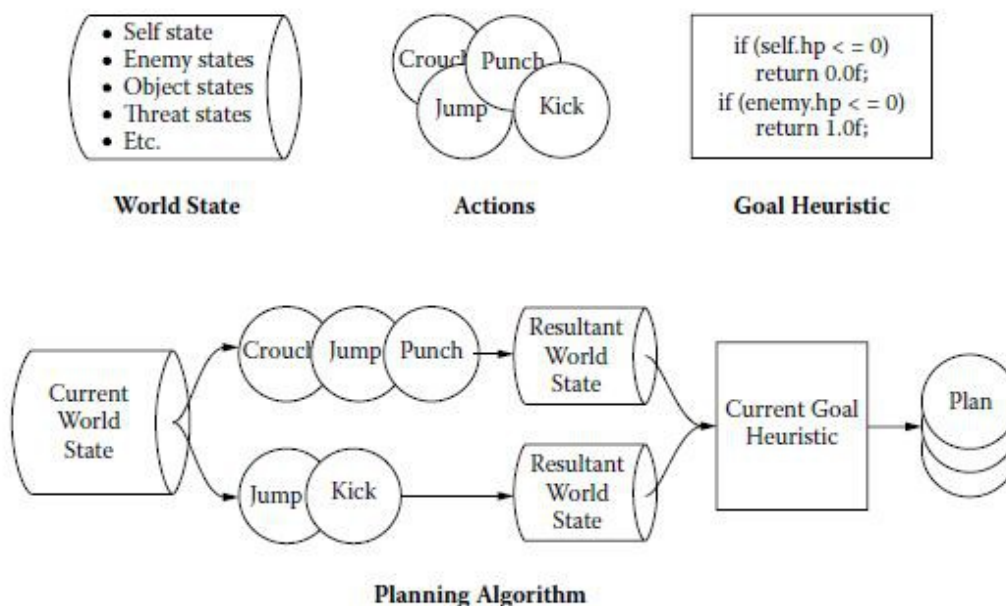 • Self state
• Enemy states
• Object states
• Threat states
• Etc.
World State
Crouch
Punch
Jump
Kick
Actions
if (self.hp < = 0)
return 0.0f;
if (enemy.hp < = 0)
return 1.0f;
Goal Heuristic
Current
World
State
Crouch
Jump
Punch
Resultant
World
State
Jump
Kick
Resultant
World
State
Current Goal
Heuristic
Plan
Planning Algorithm